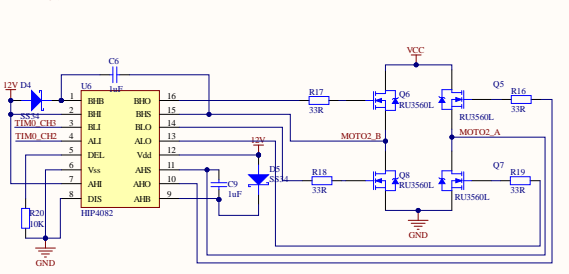 VCC
C6
1uF
12V D4
SS34
U6
1 BHB BHO 16
2 BHI BHS 15
TIM0_CH3 3 BLI BLO 14
TIM0_CH2 4 ALI ALO 13
5 DEL Vdd 12
6 Vss AHS 11
7 AHI AHO 10
8 DIS AHB 9
HIP4082
R20
10K
GND
12V
C9
1uF
D5
SS34
R17
33R
R18
33R
Q6
RU3560L
Q5
RU3560L
R16
33R
MOTO2_B
MOTO2_A
Q8
RU3560L
Q7
RU3560L
R19
33R
GND